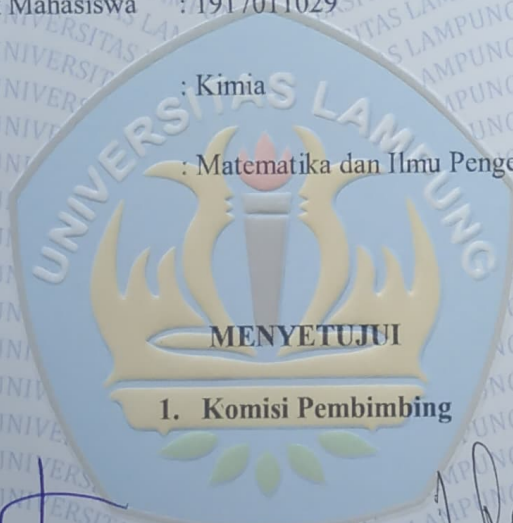 Mahasiswa : 1917011029
: Kimia
: Matematika dan Ilmu Penge
UNIVERSITAS LAMPUNG
MENYETUJUI
1. Komisi Pembimbing